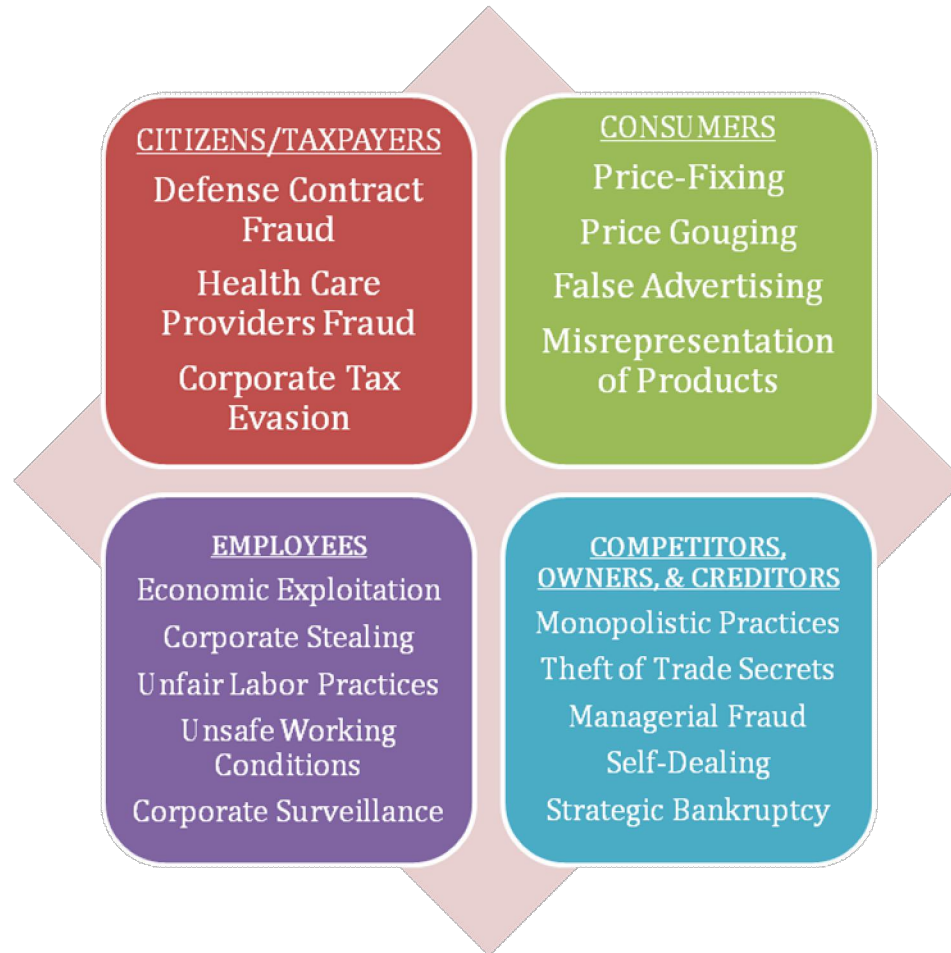 CITIZENS/TAXPAYERS
Defense Contract
Fraud
Health Care
Providers Fraud
Corporate Tax
Evasion
CONSUMERS
Price-Fixing
Price Gouging
False Advertising
Misrepresentation
of Products
EMPLOYEES
Economic Exploitation
Corporate Stealing
Unfair Labor Practices
Unsafe Working
Conditions
Corporate Surveillance
COMPETITORS,
OWNERS, & CREDITORS
Monopolistic Practices
Theft of Trade Secrets
Managerial Fraud
Self-Dealing
Strategic Bankruptcy